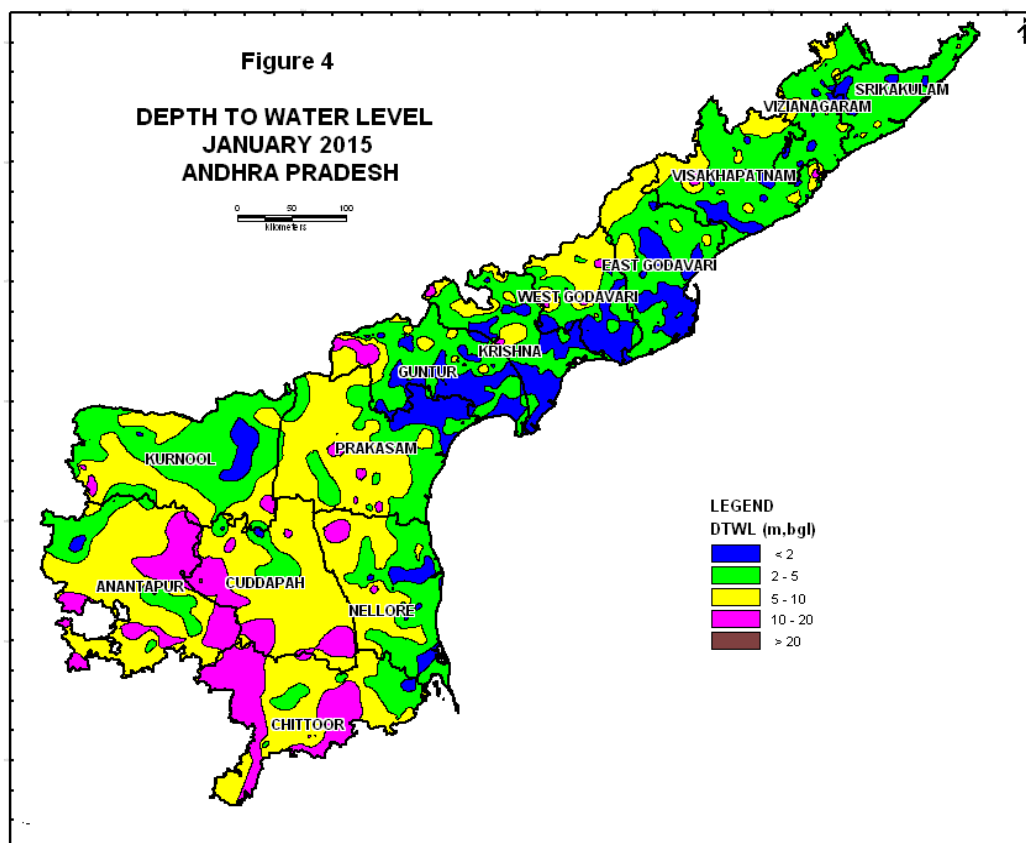 Figure 4
DEPTH TO WATER LEVEL
JANUARY 2015
ANDHRA PRADESH
0 50 100
kilometers
SRIKAKULAM
VIZIANAGARAM
VISAKHAPATNAM
EAST GODAVARI
WEST GODAVARI
KRISHNA
GUNTUR
PRAKASAM
KURNOOL
ANANTAPUR
CUDDAPAH
NELLORE
CHITTOOR
LEGEND
DTWL (m,bgl)
< 2
2 - 5
5 - 10
10 - 20
> 20